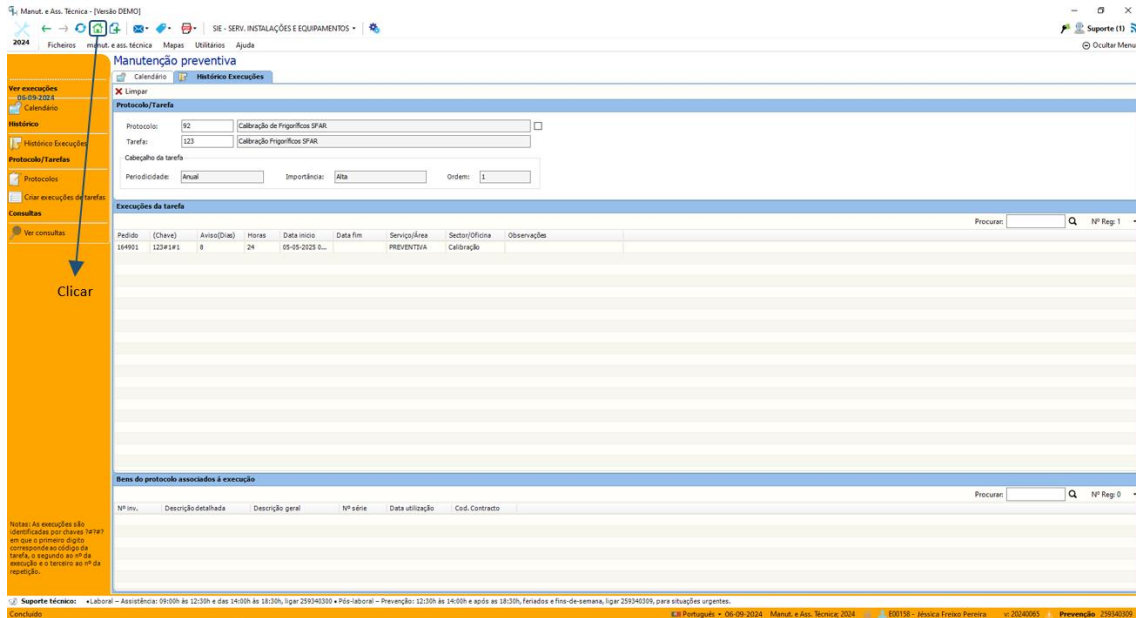 Manut. e Ass. Técnica - [Versão DEMO]
SIE - SERV. INSTALAÇÕES E EQUIPAMENTOS
Suporte (1)
2024
Ficheiros manut. e ass. técnica Mapas Utilitários Ajuda
Ocultar Menu
Manutenção preventiva
Calendário Histórico Execuções
Ver execuções
06-09-2024
Calendário
Histórico
Histórico Execuções
Protocolo/Tarefas
Protocolos
Criar execuções de tarefas
Consultas
Ver consultas
Clicar
Notas: As execuções são
identificadas por chaves ?#?#?
em que o primeiro digito
corresponde ao código da
tarefa, o segundo ao nº da
execução e o terceiro ao nº da
repetição.
Limpar
Protocolo/Tarefa
Protocolo: 92 Calibração de Frigoríficos SFAR
Tarefa: 123 Calibração Frigoríficos SFAR
Cabeçalho da tarefa
Periodicidade: Anual Importância: Alta Ordem: 1
Execuções da tarefa
Procurar: Nº Reg: 1
Pedido (Chave) Aviso(Dias) Horas Data inicio Data fim Serviço/Área Sector/Oficina Observações
164901 123#1#1 8 24 05-05-2025 0... PREVENTIVA Calibração
Bens do protocolo associados à execução
Procurar: Nº Reg: 0
Nº inv. Descrição detalhada Descrição geral Nº série Data utilização Cod. Contracto
Suporte técnico: •Laboral – Assistência: 09:00h às 12:30h e das 14:00h às 18:30h, ligar 259340300 • Pós-laboral – Prevenção: 12:30h às 14:00h e após as 18:30h, feriados e fins-de-semana, ligar 259340309, para situações urgentes.
Concluído
Português • 06-09-2024 Manut. e Ass. Técnica: 2024 E00158 - Jéssica Freixo Pereira v: 20240065 Prevenção 259340309